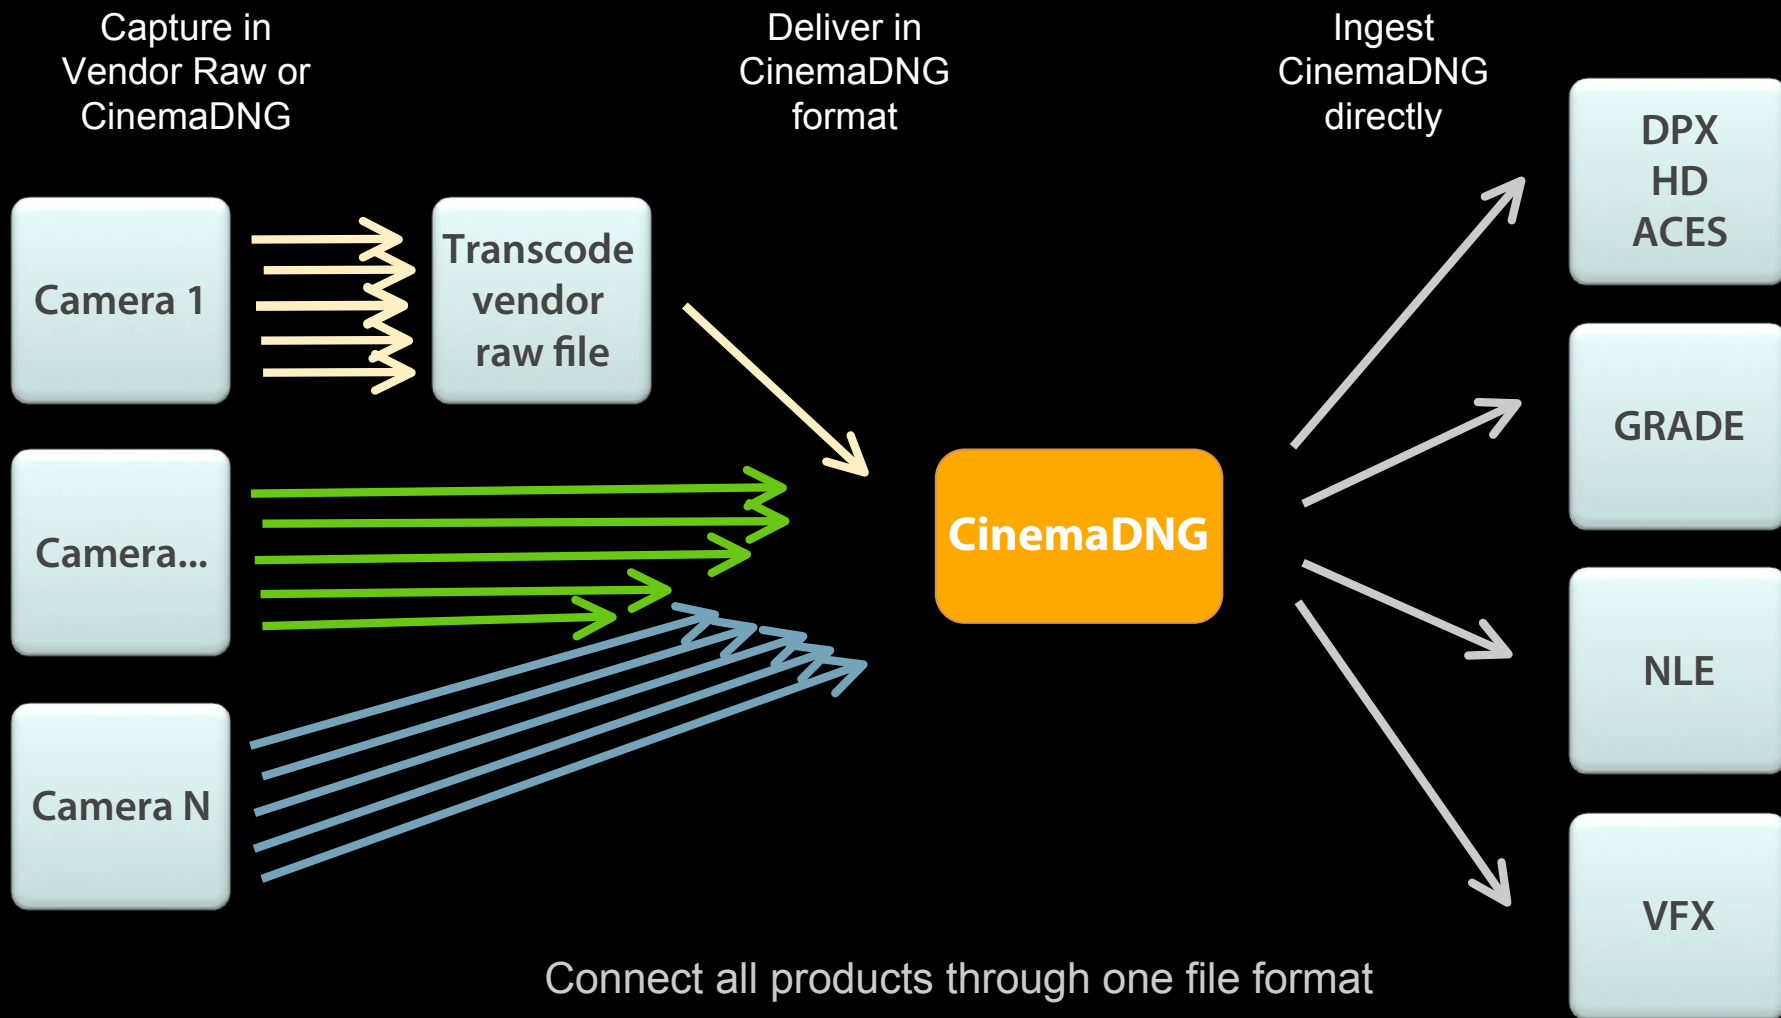 Capture in
Vendor Raw or
CinemaDNG
Deliver in
CinemaDNG
format
Ingest
CinemaDNG
directly
Camera 1
Transcode
vendor
raw file
Camera...
Camera N
CinemaDNG
DPX
HD
ACES
GRADE
NLE
VFX
Connect all products through one file format